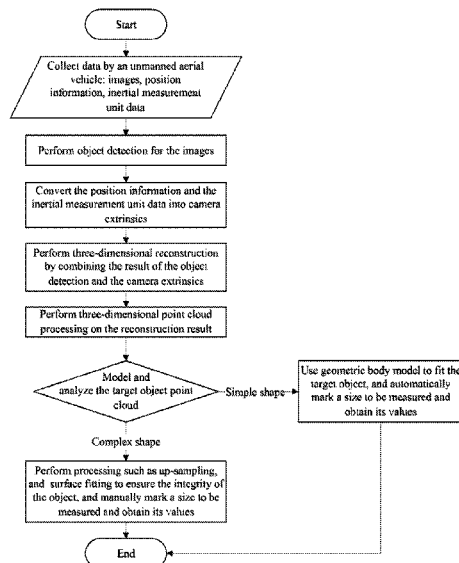 Start
Collect data by an unmanned aerial
vehicle: images, position
information, inertial measurement
unit data
Perform object detection for the images
Convert the position information and the
inertial measurement unit data into camera
extrinsics
Perform three-dimensional reconstruction
by combining the result of the object
detection and the camera extrinsics
Perform three-dimensional point cloud
processing on the reconstruction result
Model and
analyze the target object point
cloud
Simple shape
Use geometric body model to fit the
target object, and automatically
mark a size to be measured and
obtain its values
Complex shape
Perform processing such as up-sampling,
and surface fitting to ensure the integrity of
the object, and manually mark a size to be
measured and obtain its values
End